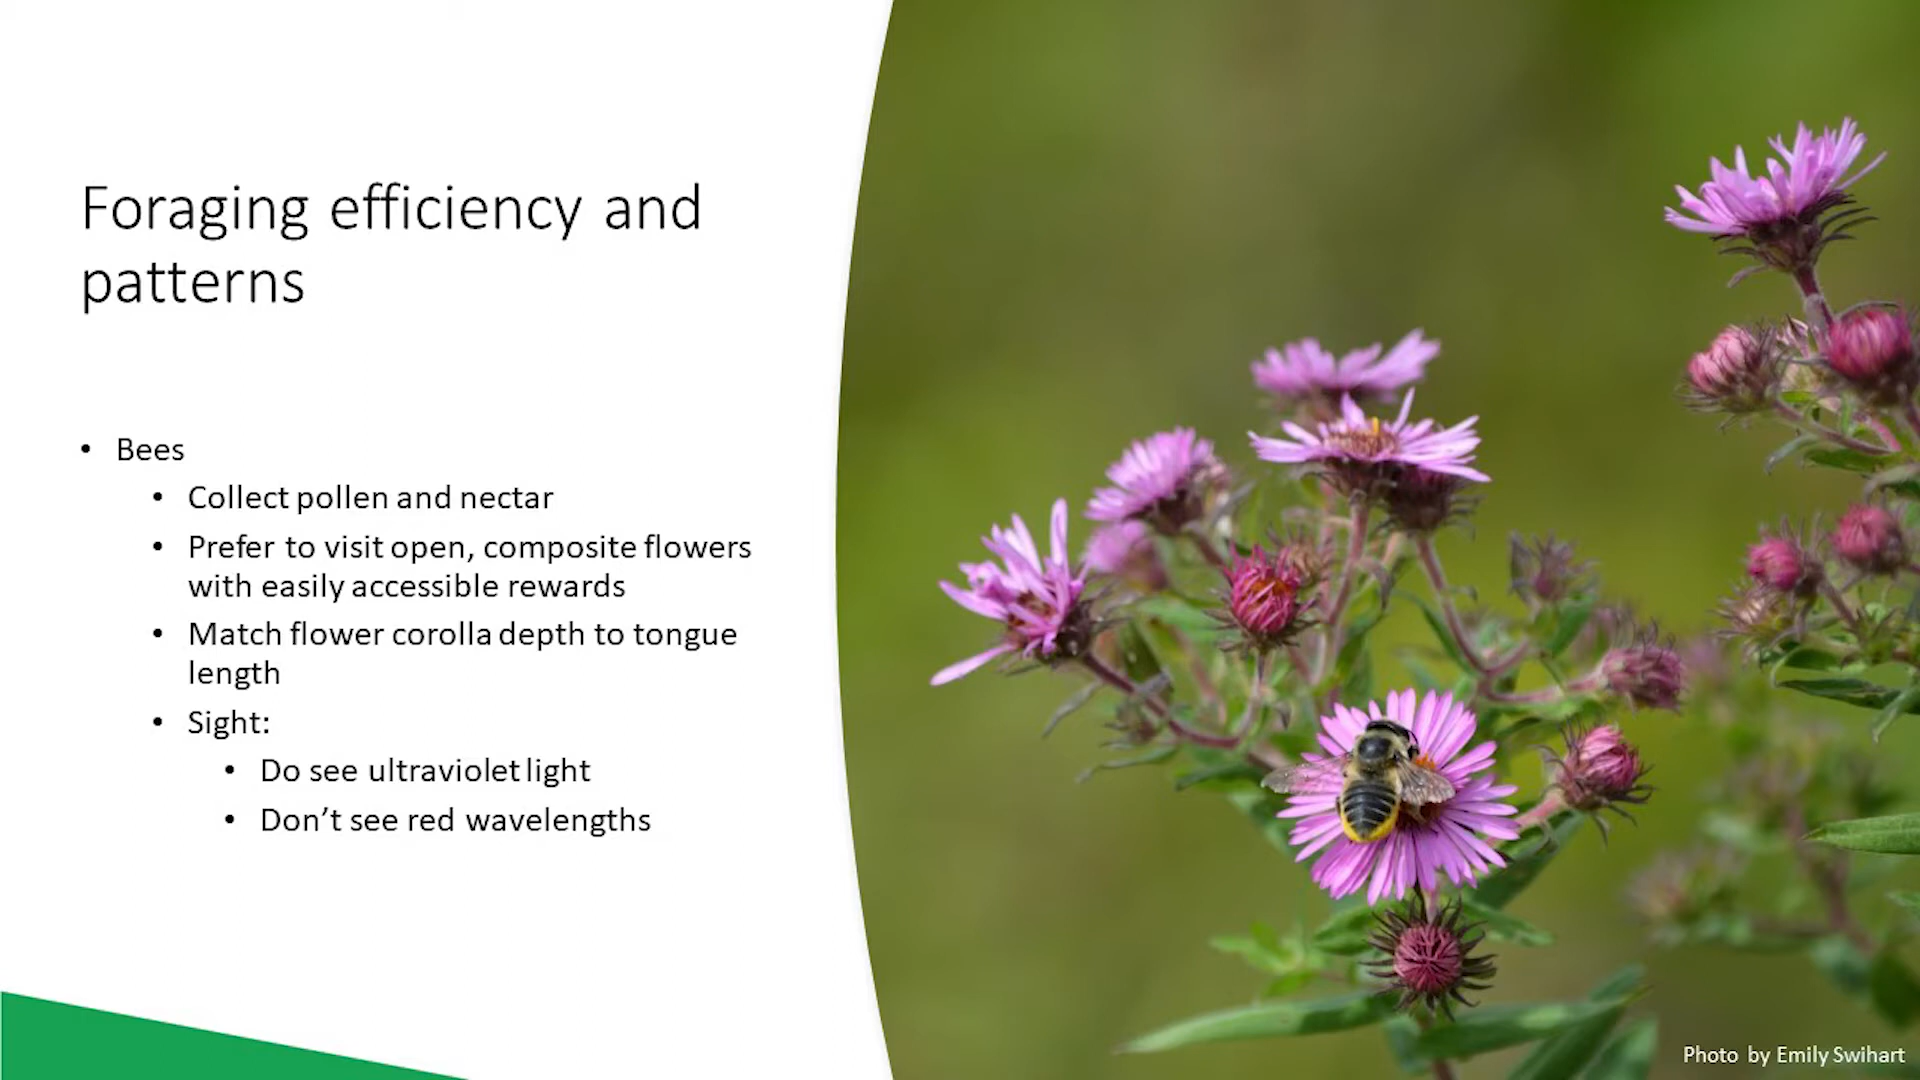 Foraging efficiency and
patterns
• Bees
• Collect pollen and nectar
• Prefer to visit open, composite flowers
with easily accessible rewards
• Match flower corolla depth to tongue
length
• Sight:
• Do see ultraviolet light
• Don’t see red wavelengths
Photo by Emily Swihart